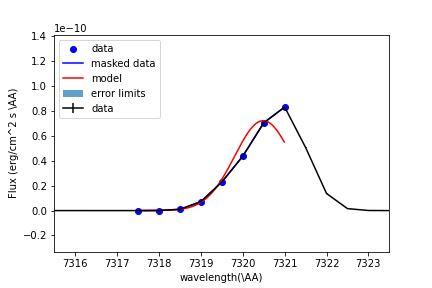 1e−10
1.4
1.2
1.0
0.8
0.6
0.4
0.2
0.0
−0.2
Flux (erg/cm^2 s \AA)
data
masked data
model
error limits
data
7316 7317 7318 7319 7320 7321 7322 7323
wavelength(\AA)